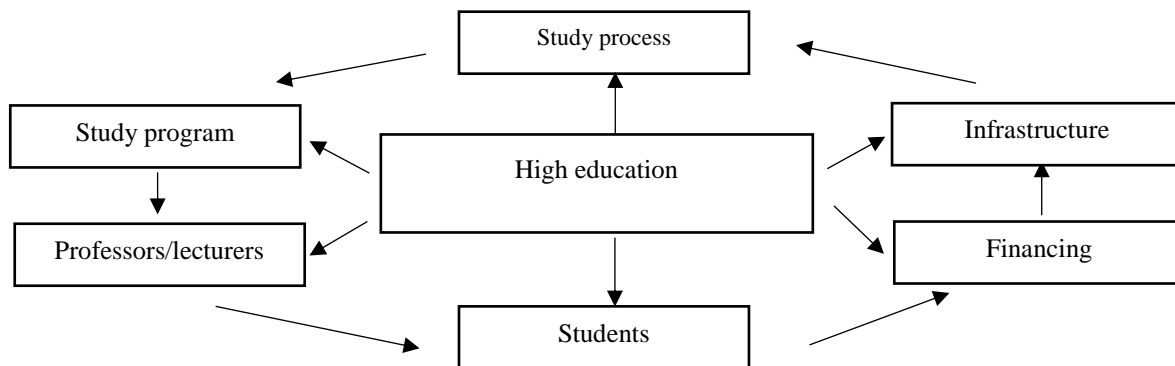 Study process
Study program
Infrastructure
High education
Professors/lecturers
Financing
Students